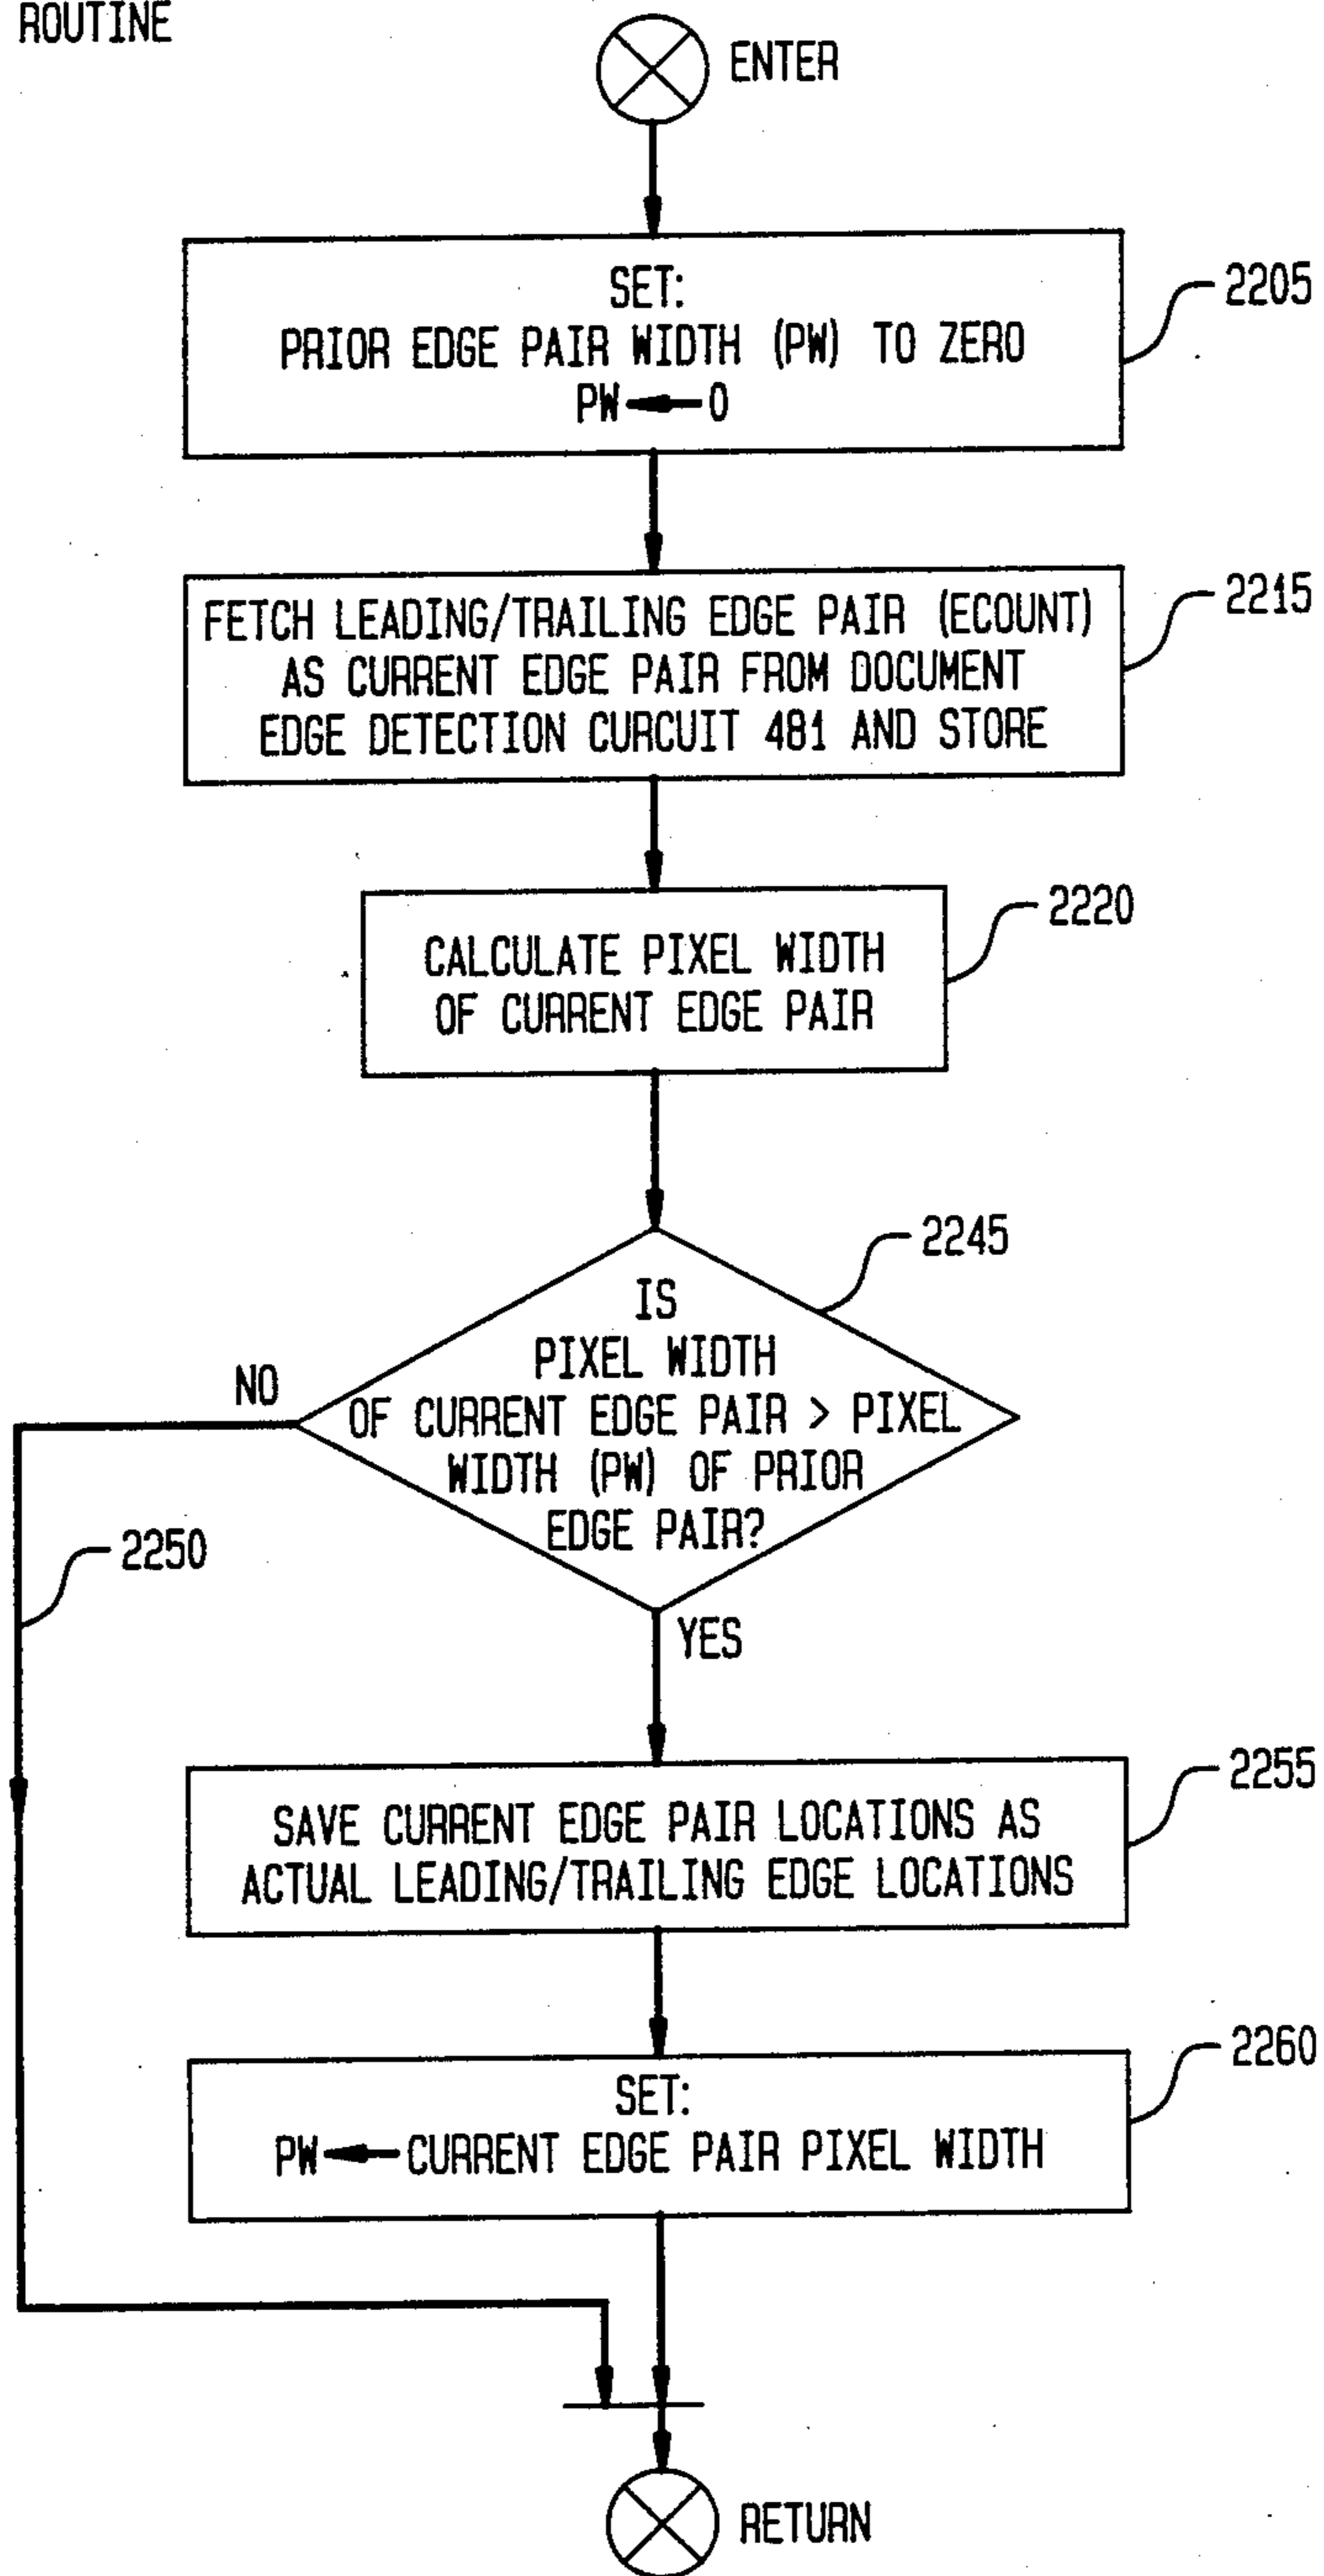 ROUTINE
ENTER
SET:
PRIOR EDGE PAIR WIDTH (PW) TO ZERO
PW←0
2205
FETCH LEADING/TRAILING EDGE PAIR (ECOUNT)
AS CURRENT EDGE PAIR FROM DOCUMENT
EDGE DETECTION CURCUIT 481 AND STORE
2215
CALCULATE PIXEL WIDTH
OF CURRENT EDGE PAIR
2220
2245
IS
PIXEL WIDTH
OF CURRENT EDGE PAIR > PIXEL
WIDTH (PW) OF PRIOR
EDGE PAIR?
NO
2250
YES
SAVE CURRENT EDGE PAIR LOCATIONS AS
ACTUAL LEADING/TRAILING EDGE LOCATIONS
2255
SET:
PW←CURRENT EDGE PAIR PIXEL WIDTH
2260
RETURN